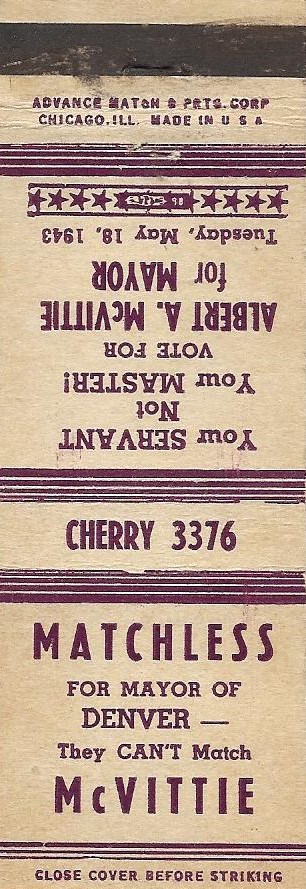 ADVANCE MATCH & PRTG. CORP
CHICAGO, ILL. MADE IN U S A
Your SERVANT
Not
Your MASTER!
VOTE FOR
ALBERT A. McVITTIE
for MAYOR
Tuesday, May 18, 1943
CHERRY 3376
MATCHLESS
FOR MAYOR OF
DENVER —
They CAN'T Match
McVITTIE
CLOSE COVER BEFORE STRIKING